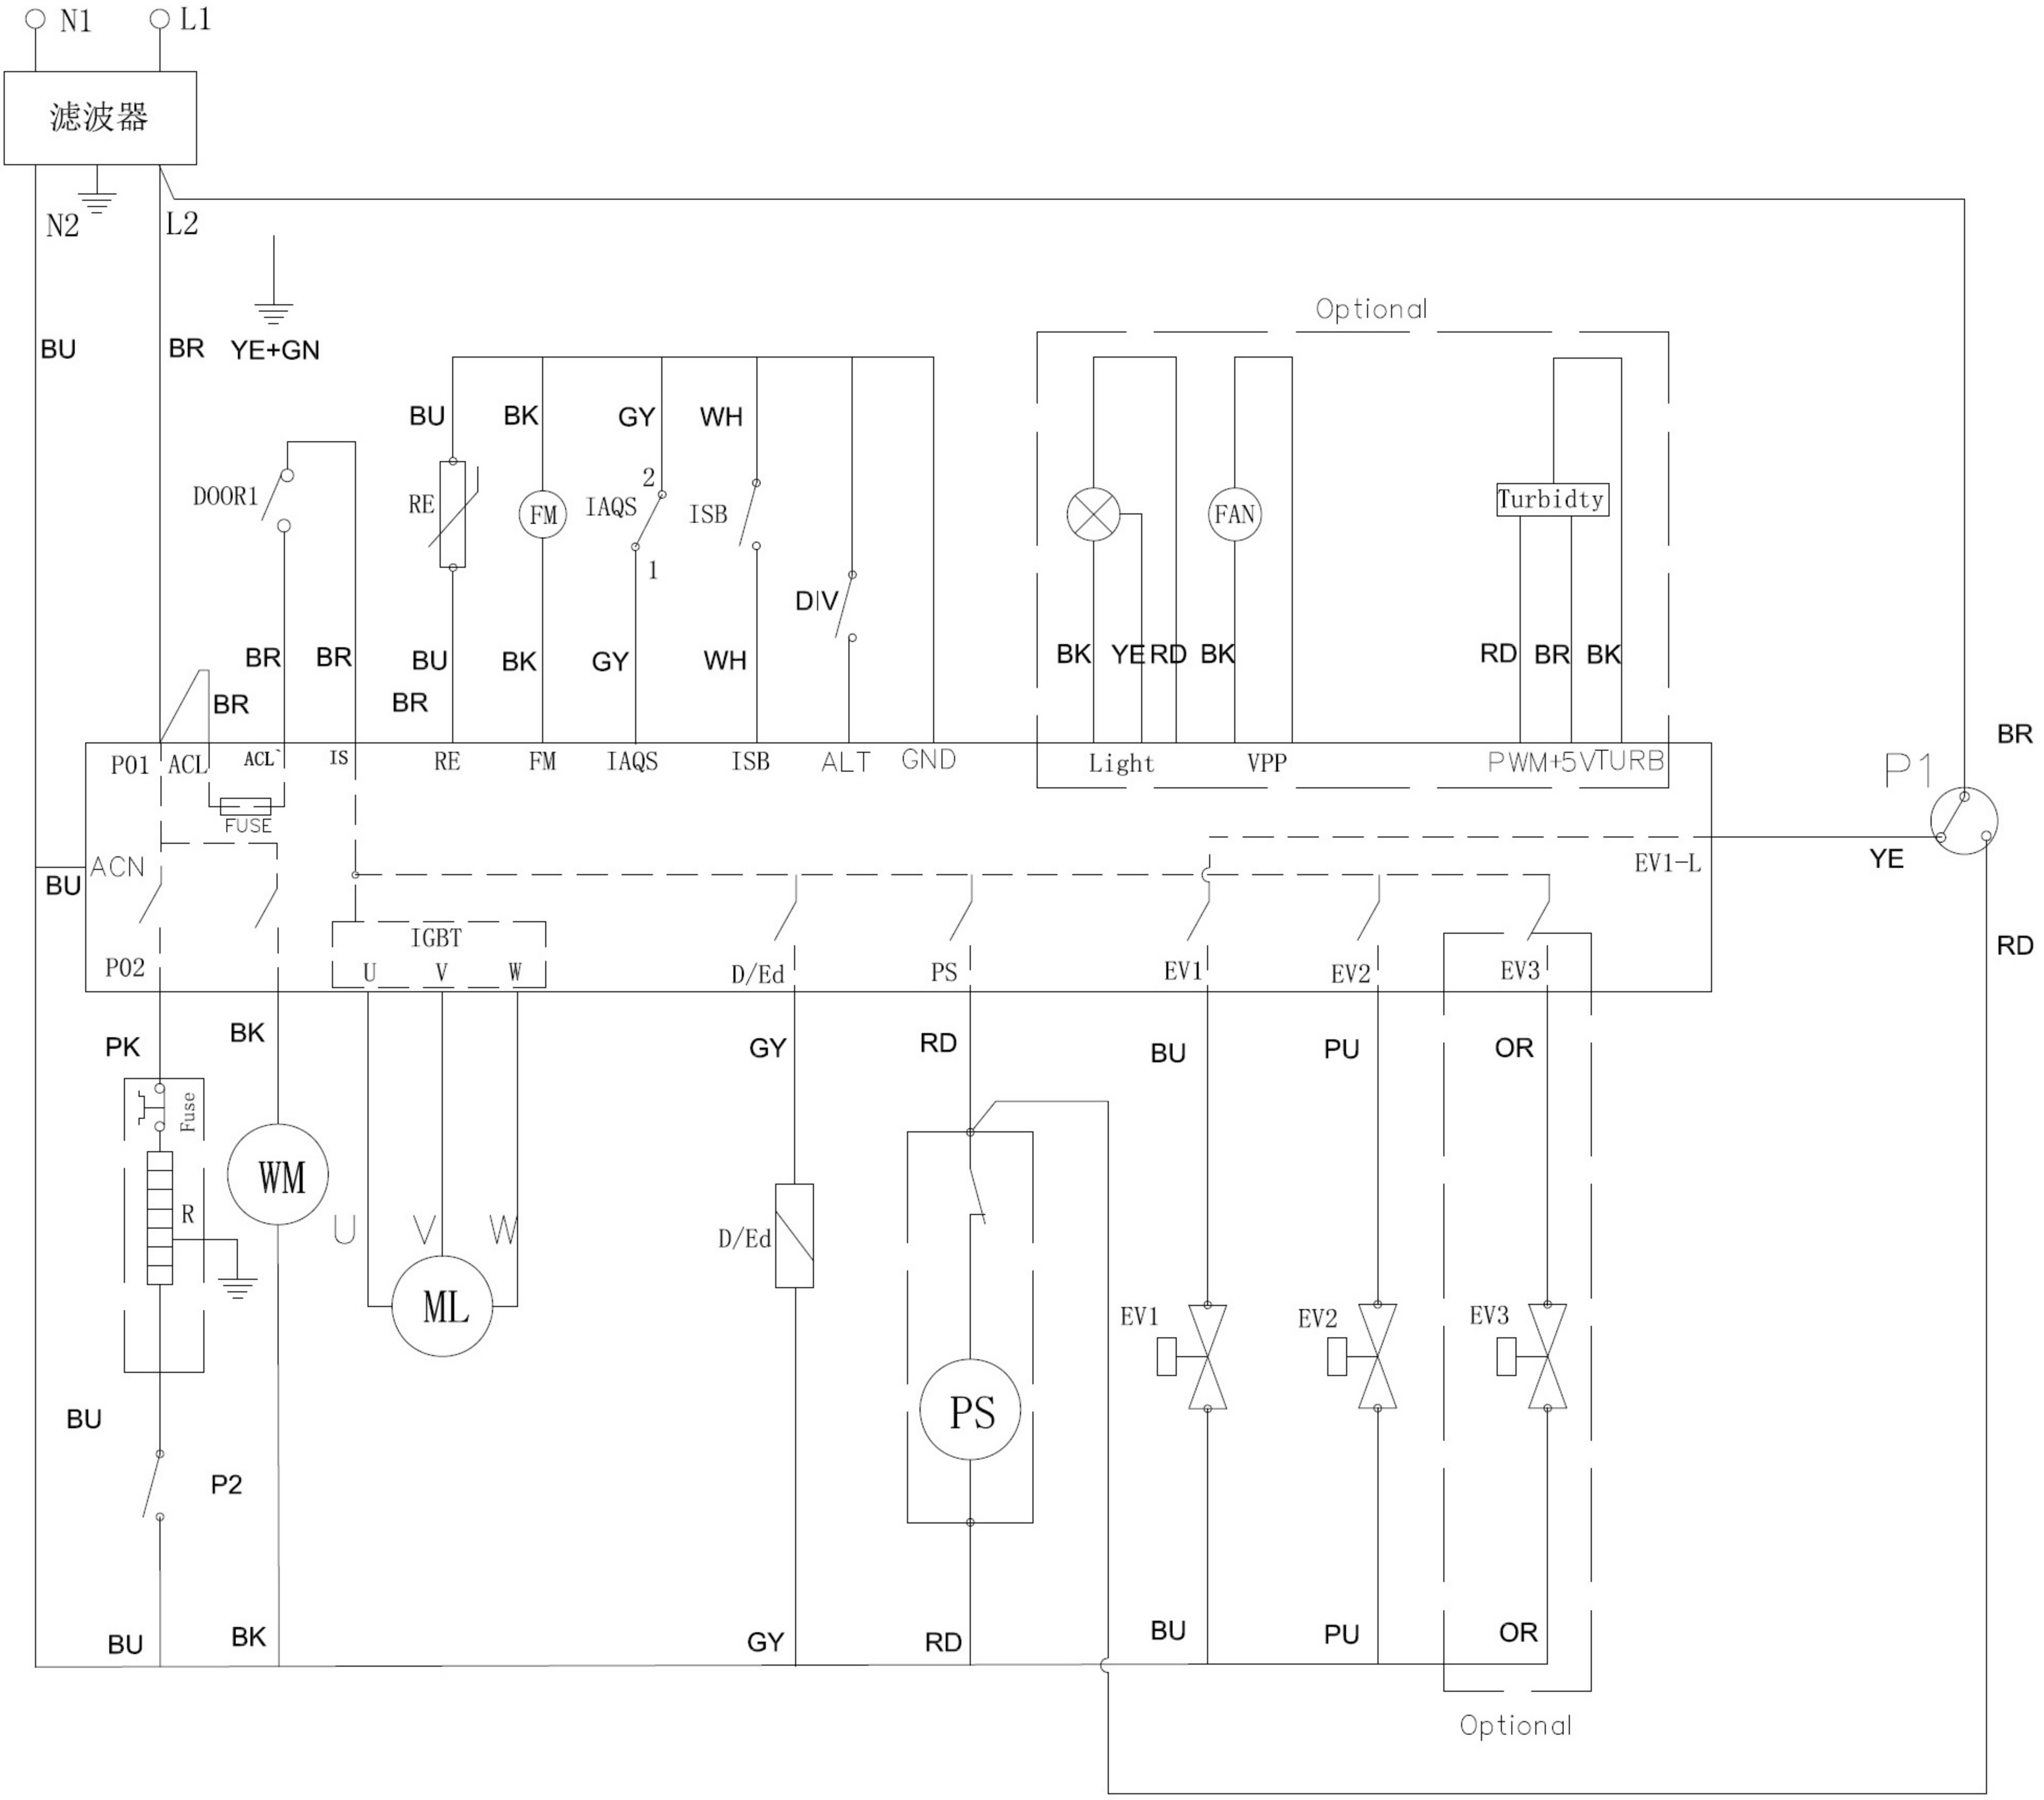 N1 L1
滤波器
N2 L2
Optional
BU BR YE+GN
BU BK GY WH
2
DOOR1 RE FM IAQS ISB FAN Turbidty
1
DIV
BR BR BU BK GY WH BK YE RD BK RD BR BK
BR BR
BR
P01 ACL ACL` IS RE FM IAQS ISB ALT GND Light VPP PWM+5VTURB P1
FUSE
ACN EV1-L YE
BU
IGBT RD
P02 U V W D/Ed PS EV1 EV2 EV3
PK BK GY RD BU PU OR
Fuse
WM
R U V W D/Ed
ML EV1 EV2 EV3
BU PS
P2
BU BK GY RD BU PU OR
Optional